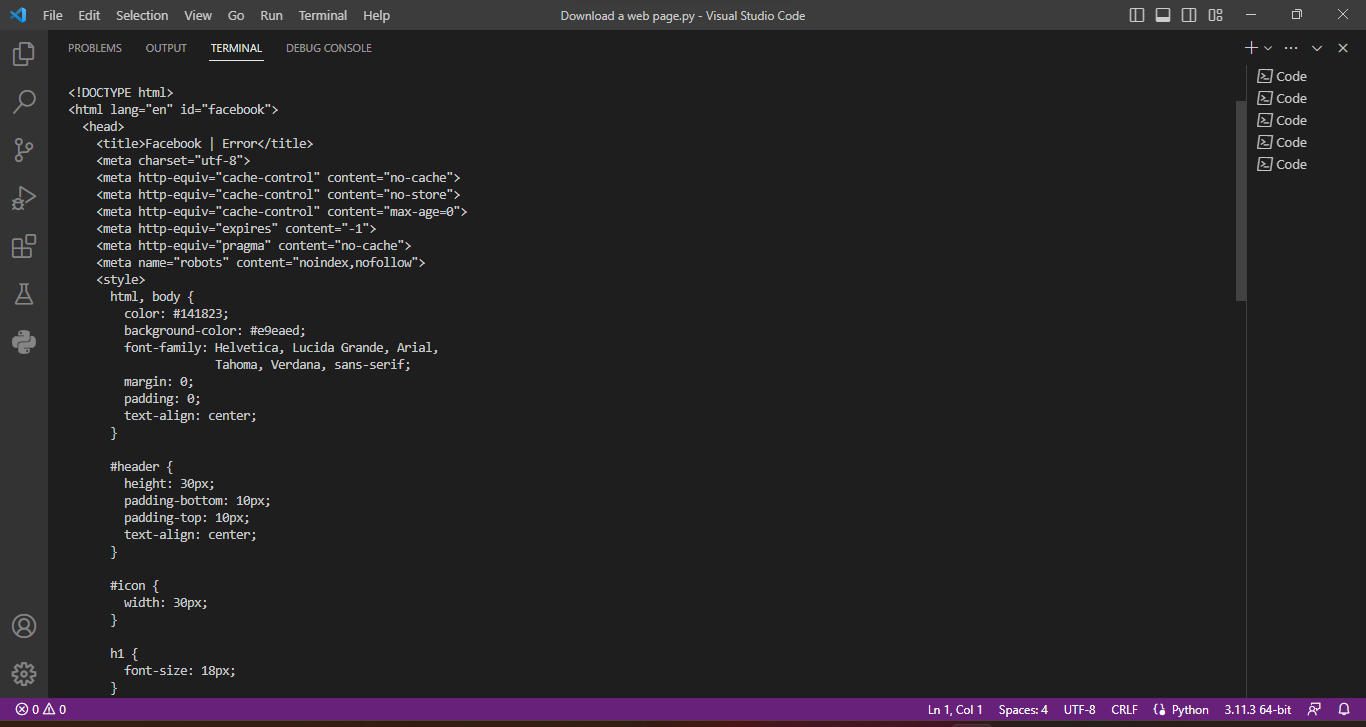 File Edit Selection View Go Run Terminal Help Download a web page.py - Visual Studio Code
PROBLEMS OUTPUT TERMINAL DEBUG CONSOLE
<!DOCTYPE html>
<html lang="en" id="facebook">
  <head>
    <title>Facebook | Error</title>
    <meta charset="utf-8">
    <meta http-equiv="cache-control" content="no-cache">
    <meta http-equiv="cache-control" content="no-store">
    <meta http-equiv="cache-control" content="max-age=0">
    <meta http-equiv="expires" content="-1">
    <meta http-equiv="pragma" content="no-cache">
    <meta name="robots" content="noindex,nofollow">
    <style>
      html, body {
        color: #141823;
        background-color: #e9eaed;
        font-family: Helvetica, Lucida Grande, Arial,
                     Tahoma, Verdana, sans-serif;
        margin: 0;
        padding: 0;
        text-align: center;
      }
      #header {
        height: 30px;
        padding-bottom: 10px;
        padding-top: 10px;
        text-align: center;
      }
      #icon {
        width: 30px;
      }
      h1 {
        font-size: 18px;
      }
Code
Code
Code
Code
Code
0 0 Ln 1, Col 1 Spaces: 4 UTF-8 CRLF Python 3.11.3 64-bit